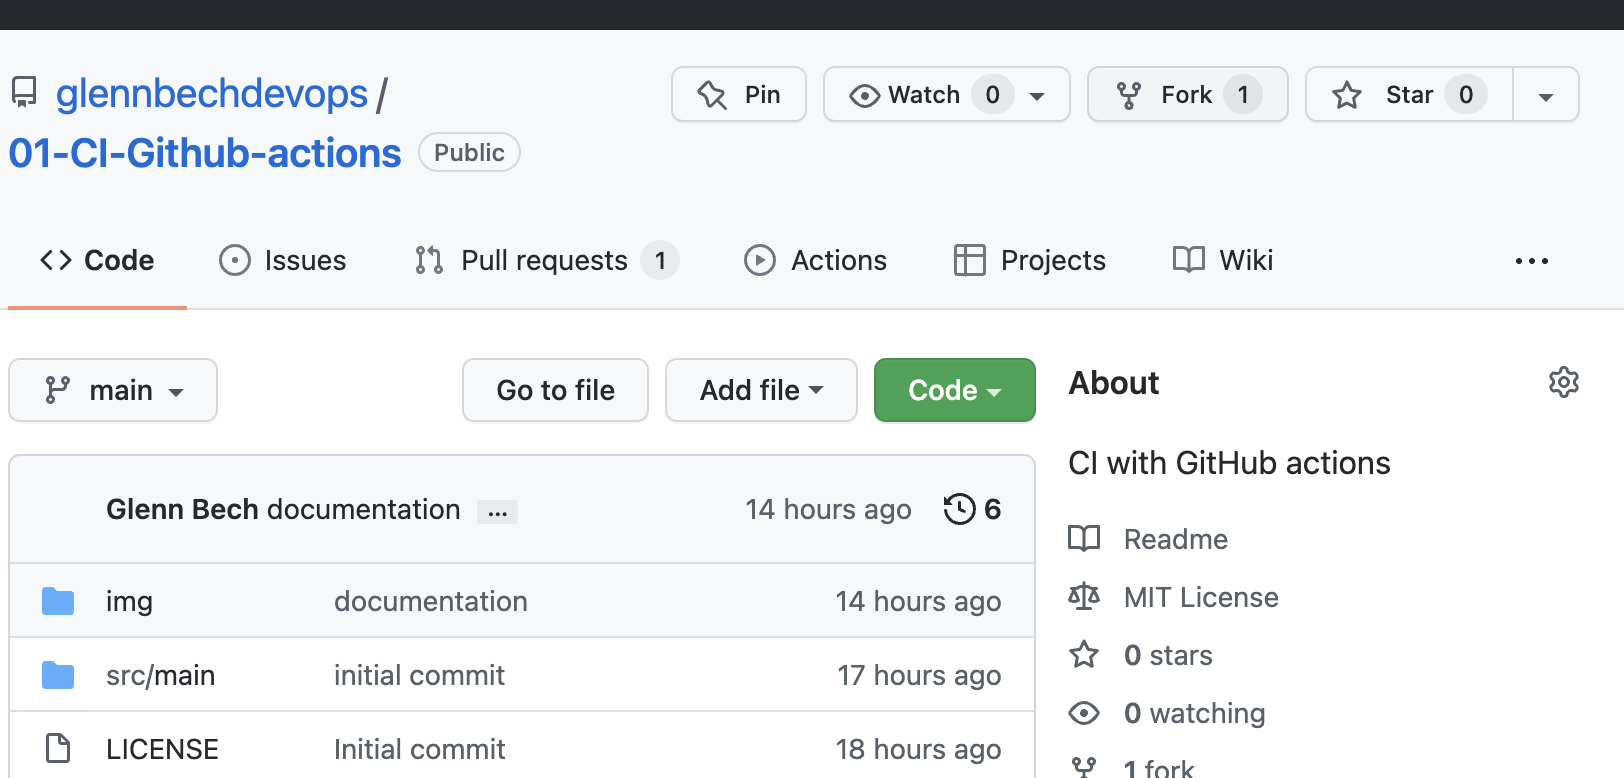 glennbechdevops /
Pin
Watch 0
Fork 1
Star 0
01-CI-Github-actions Public
Code
Issues
Pull requests 1
Actions
Projects
Wiki
...
main
Go to file
Add file
Code
About
CI with GitHub actions
Glenn Bech documentation ... 14 hours ago 6
img documentation 14 hours ago
src/main initial commit 17 hours ago
LICENSE Initial commit 18 hours ago
Readme
MIT License
0 stars
0 watching
1 fork